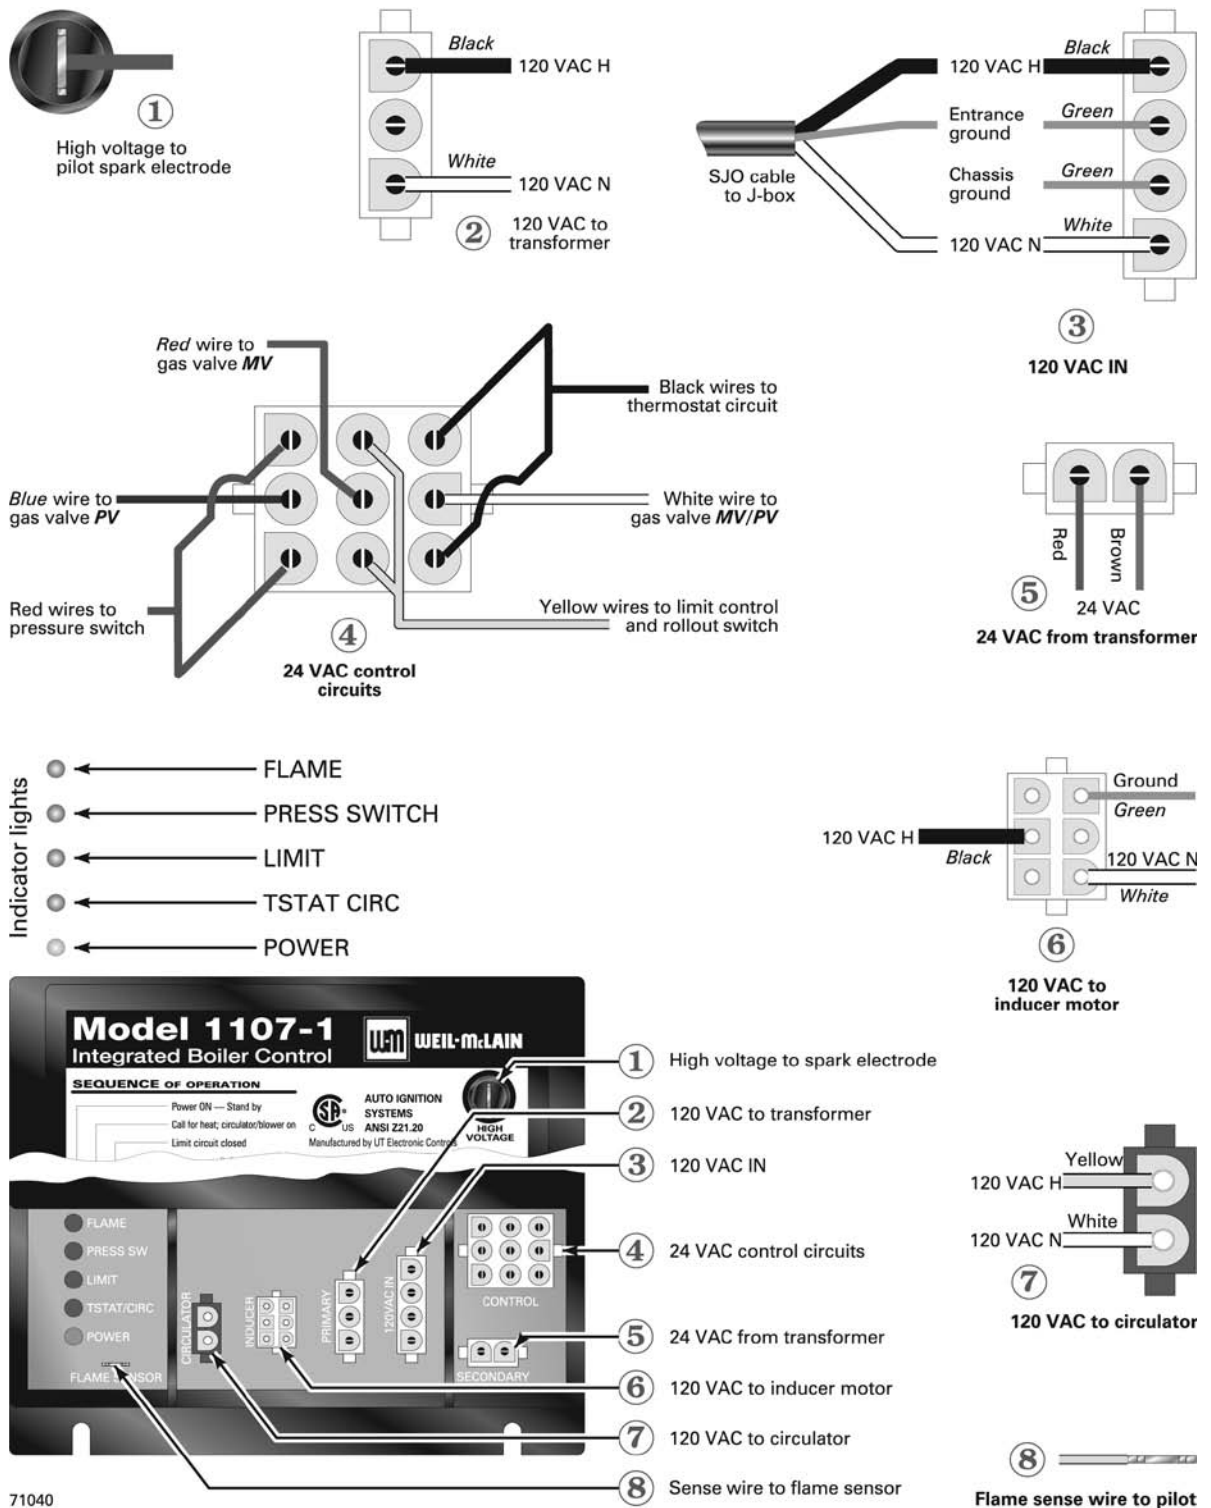 ①
High voltage to
pilot spark electrode
Black
120 VAC H
White
120 VAC N
②
120 VAC to
transformer
SJO cable
to J-box
120 VAC H
Black
Entrance
ground
Green
Chassis
ground
Green
120 VAC N
White
③
120 VAC IN
Red wire to
gas valve MV
Black wires to
thermostat circuit
Blue wire to
gas valve PV
White wire to
gas valve MV/PV
Red wires to
pressure switch
Yellow wires to limit control
and rollout switch
④
24 VAC control
circuits
Red
Brown
⑤
24 VAC
24 VAC from transformer
Indicator lights
FLAME
PRESS SWITCH
LIMIT
TSTAT CIRC
POWER
Ground
Green
120 VAC H
Black
120 VAC N
White
⑥
120 VAC to
inducer motor
Model 1107-1
Integrated Boiler Control
WM WEIL-McLAIN
SEQUENCE OF OPERATION
Power ON — Stand by
Call for heat; circulator/blower on
Limit circuit closed
SA
C US
AUTO IGNITION
SYSTEMS
ANSI Z21.20
Manufactured by UT Electronic Controls
HIGH
VOLTAGE
FLAME
PRESS SW
LIMIT
TSTAT/CIRC
POWER
FLAME SENSOR
CIRCULATOR
INDUCER
PRIMARY
120VAC IN
CONTROL
SECONDARY
① High voltage to spark electrode
② 120 VAC to transformer
③ 120 VAC IN
④ 24 VAC control circuits
⑤ 24 VAC from transformer
⑥ 120 VAC to inducer motor
⑦ 120 VAC to circulator
⑧ Sense wire to flame sensor
Yellow
120 VAC H
White
120 VAC N
⑦
120 VAC to circulator
⑧
Flame sense wire to pilot
71040